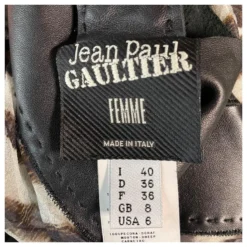 Jean Paul
GAULTIER
FEMME
MADE IN ITALY
I 40
D 36
F 36
GB 8
USA 6